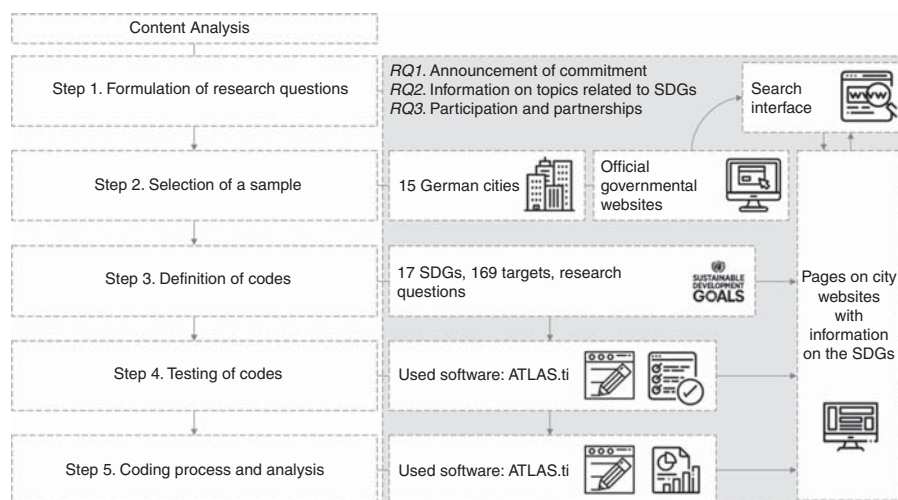 Content Analysis
Step 1. Formulation of research questions
RQ1. Announcement of commitment
RQ2. Information on topics related to SDGs
RQ3. Participation and partnerships
Search
interface
www
Step 2. Selection of a sample
15 German cities
Official
governmental
websites
Step 3. Definition of codes
17 SDGs, 169 targets, research
questions
SUSTAINABLE
DEVELOPMENT
GOALS
Pages on city
websites
with
information
on the SDGs
Step 4. Testing of codes
Used software: ATLAS.ti
Step 5. Coding process and analysis
Used software: ATLAS.ti